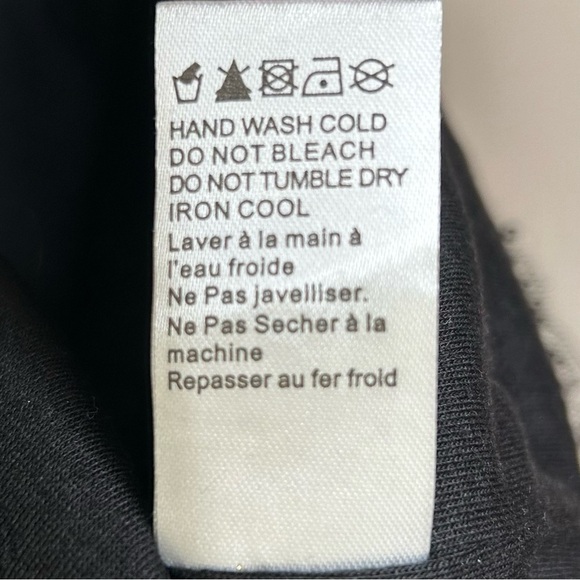 HAND WASH COLD
DO NOT BLEACH
DO NOT TUMBLE DRY
IRON COOL
Laver à la main à
l'eau froide
Ne Pas javelliser.
Ne Pas Secher à la
machine
Repasser au fer froid